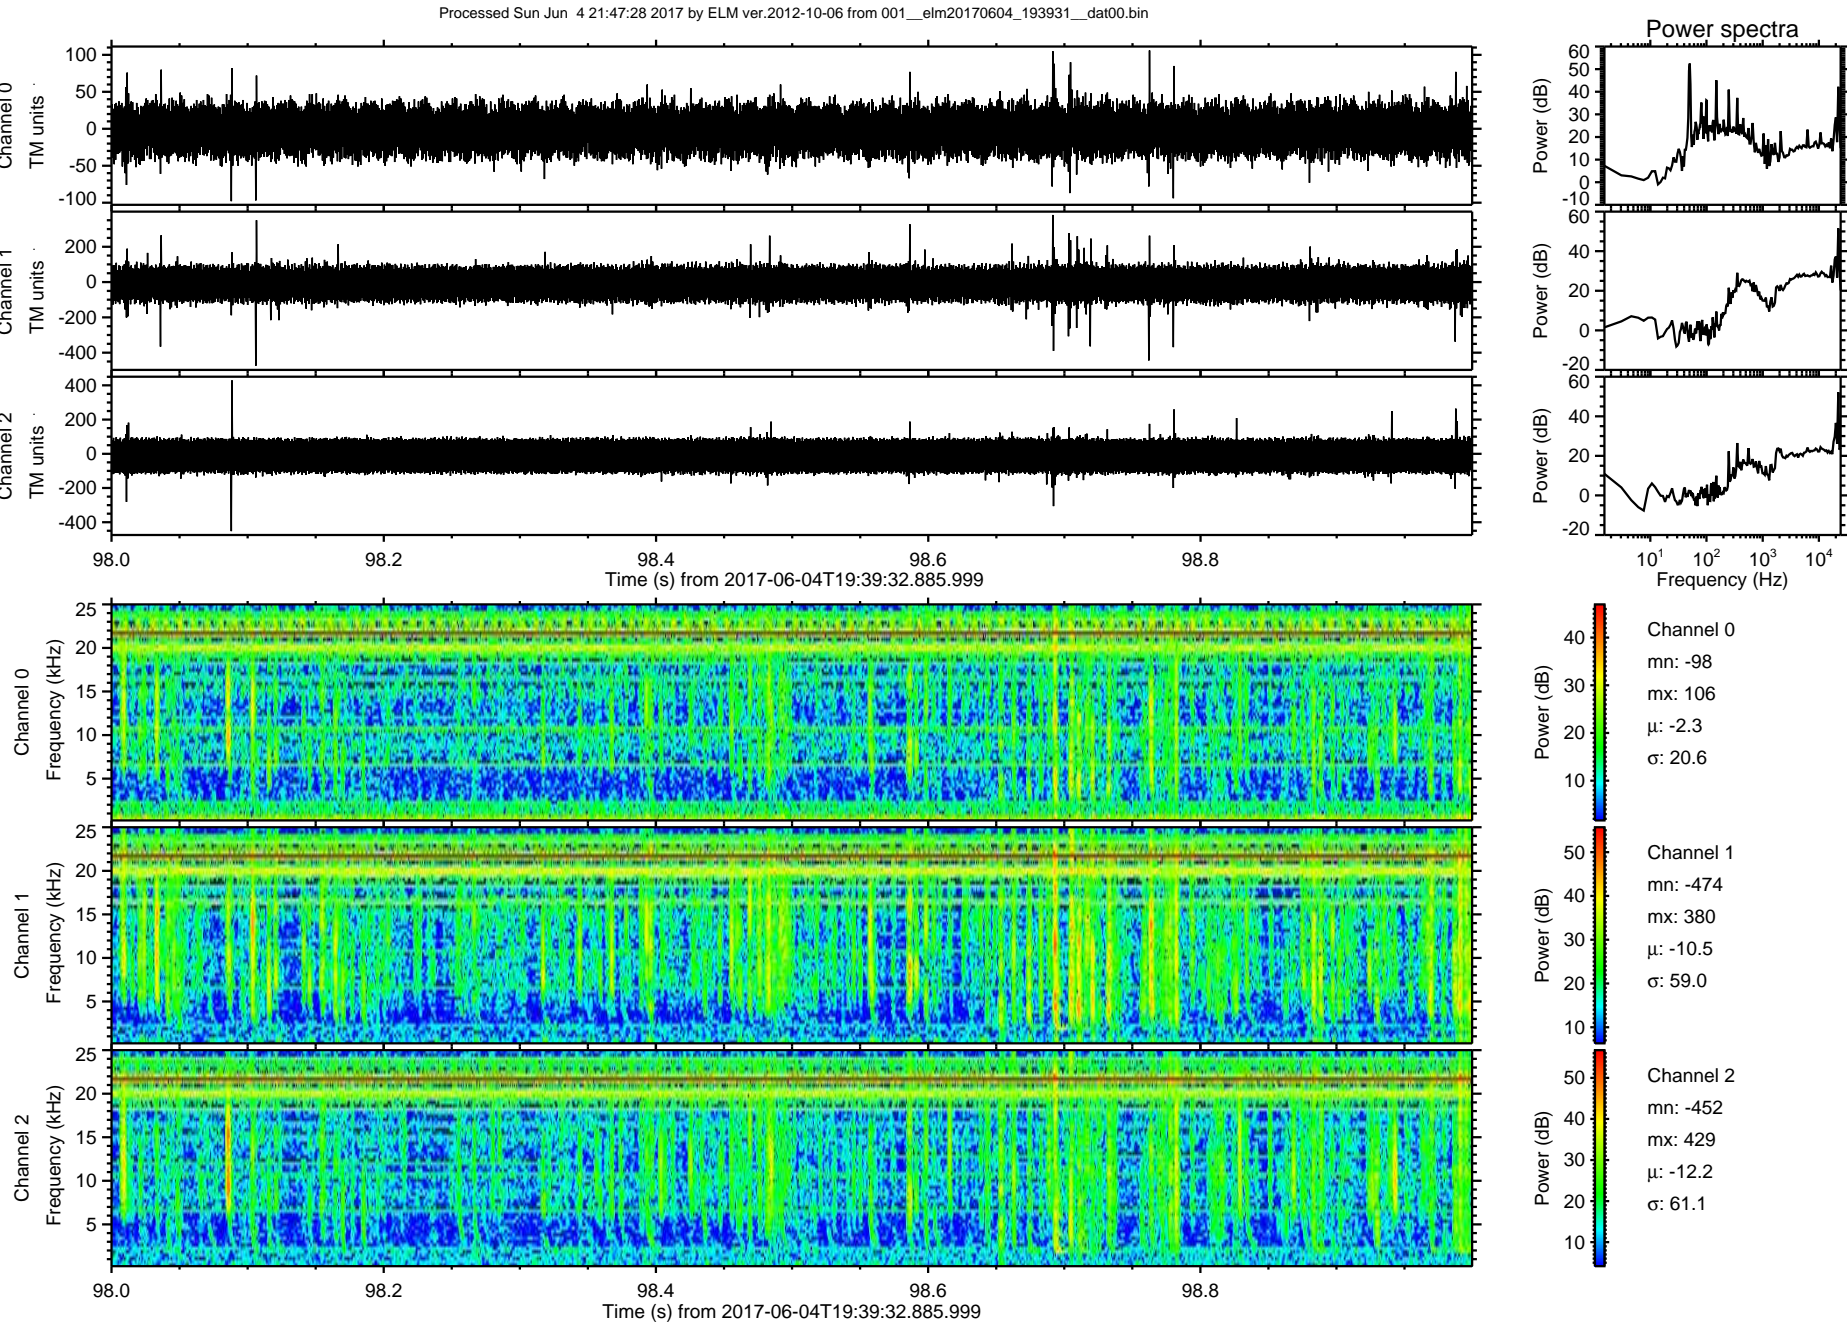 Processed Sun Jun 4 21:47:28 2017 by ELM ver.2012-10-06 from 001__elm20170604_193931__dat00.bin
Power spectra
Channel 0
TM units
100
50
0
-50
-100
Power (dB)
60
50
40
30
20
10
0
-10
Channel 1
TM units
200
0
-200
-400
Power (dB)
60
40
20
0
-20
Channel 2
TM units
400
200
0
-200
-400
Power (dB)
60
40
20
0
-20
98.0 98.2 98.4 98.6 98.8
Time (s) from 2017-06-04T19:39:32.885.999
10^1 10^2 10^3 10^4
Frequency (Hz)
Channel 0
Frequency (kHz)
25
20
15
10
5
Power (dB)
40
30
20
10
Channel 0
mn: -98
mx: 106
μ: -2.3
σ: 20.6
Channel 1
Frequency (kHz)
25
20
15
10
5
Power (dB)
50
40
30
20
10
Channel 1
mn: -474
mx: 380
μ: -10.5
σ: 59.0
Channel 2
Frequency (kHz)
25
20
15
10
5
Power (dB)
50
40
30
20
10
Channel 2
mn: -452
mx: 429
μ: -12.2
σ: 61.1
98.0 98.2 98.4 98.6 98.8
Time (s) from 2017-06-04T19:39:32.885.999